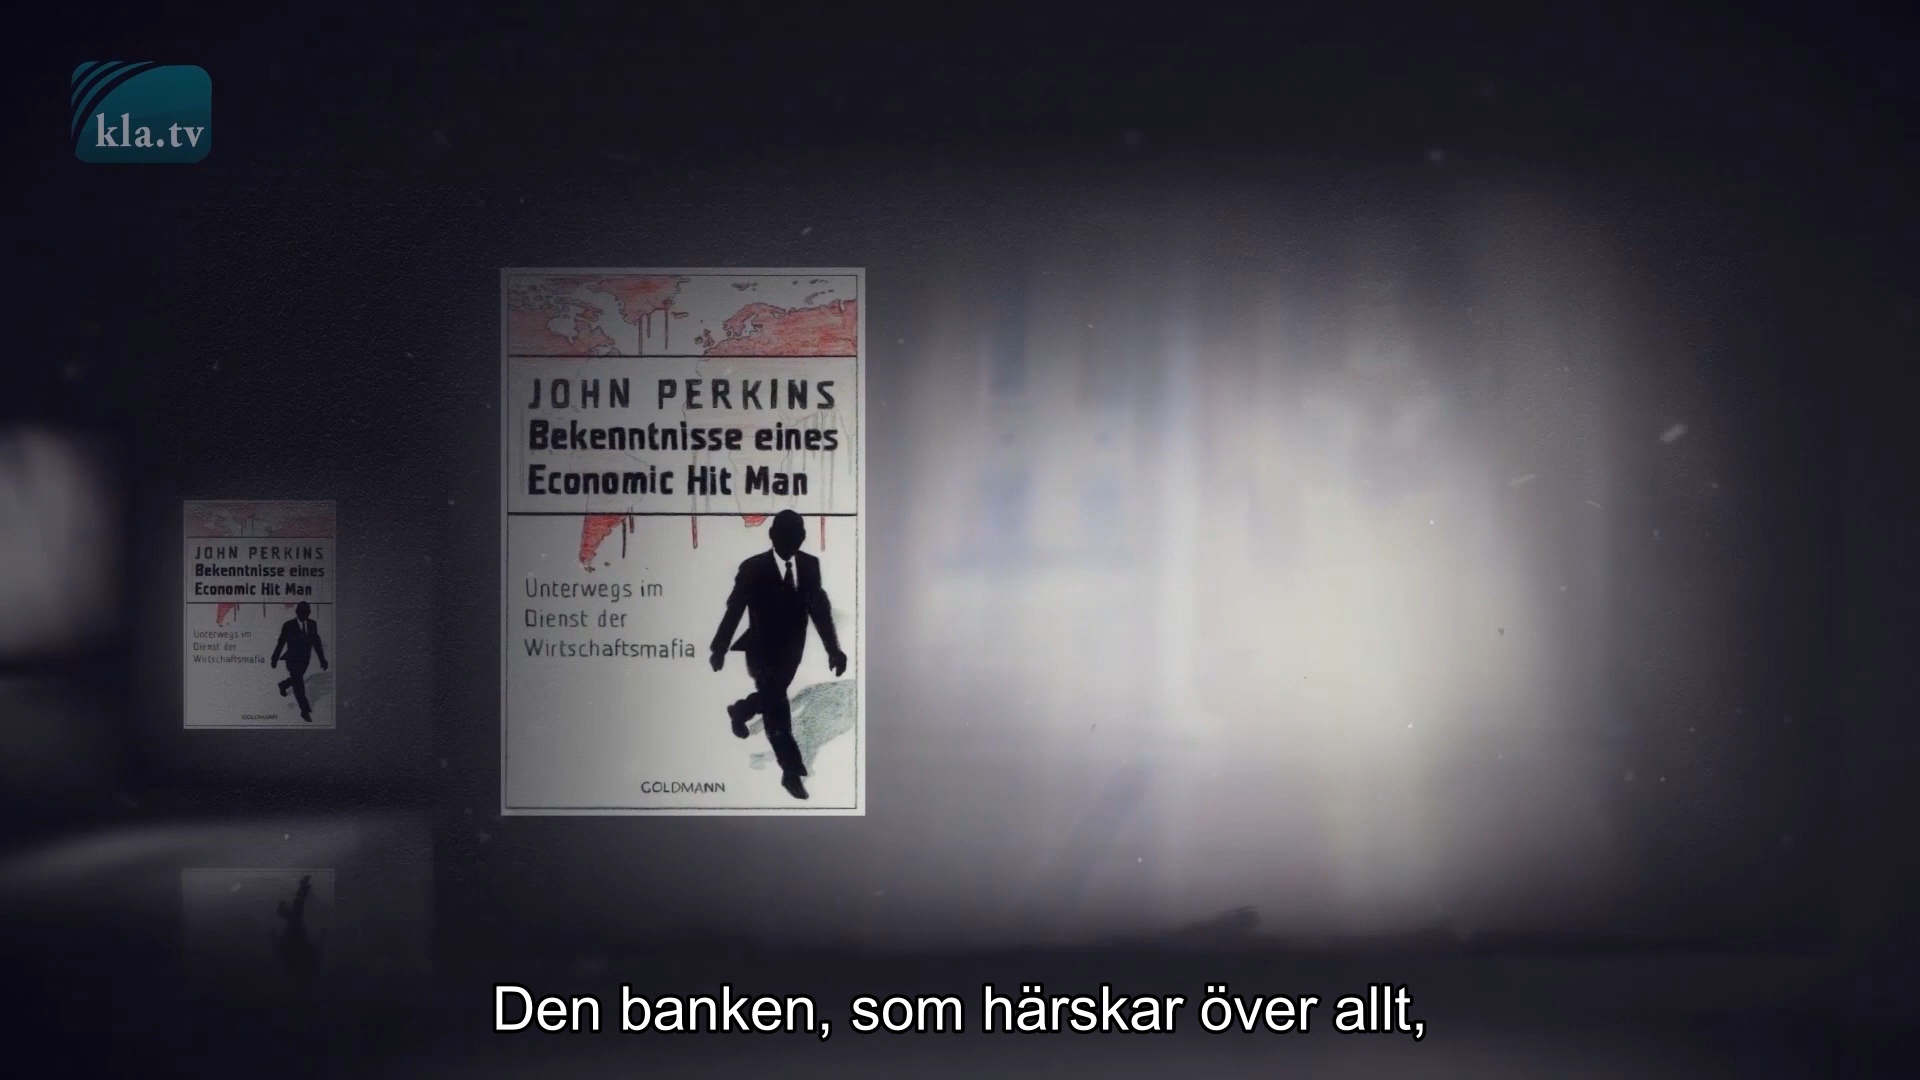 kla.tv
JOHN PERKINS
Bekenntnisse eines
Economic Hit Man
Unterwegs im
Dienst der
Wirtschaftsmafia
GOLDMANN
JOHN PERKINS
Bekenntnisse eines
Economic Hit Man
Unterwegs im
Dienst der
Wirtschaftsmafia
GOLDMANN
Den banken, som härskar över allt,